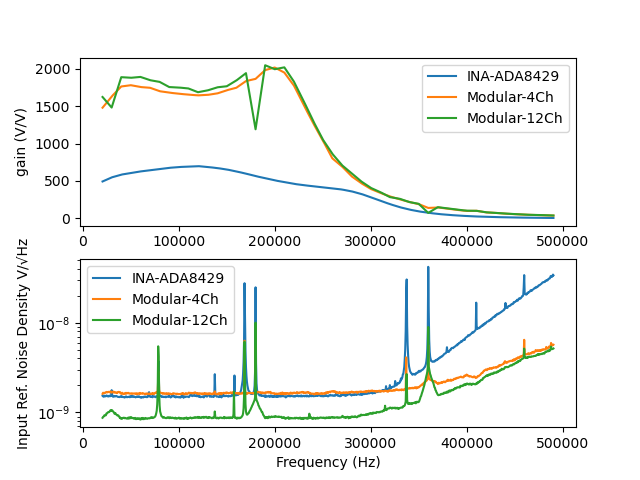 gain (V/V)
2000
1500
1000
500
0
INA-ADA8429
Modular-4Ch
Modular-12Ch
0 100000 200000 300000 400000 500000
Input Ref. Noise Density V/√Hz
10⁻⁸
10⁻⁹
INA-ADA8429
Modular-4Ch
Modular-12Ch
0 100000 200000 300000 400000 500000
Frequency (Hz)